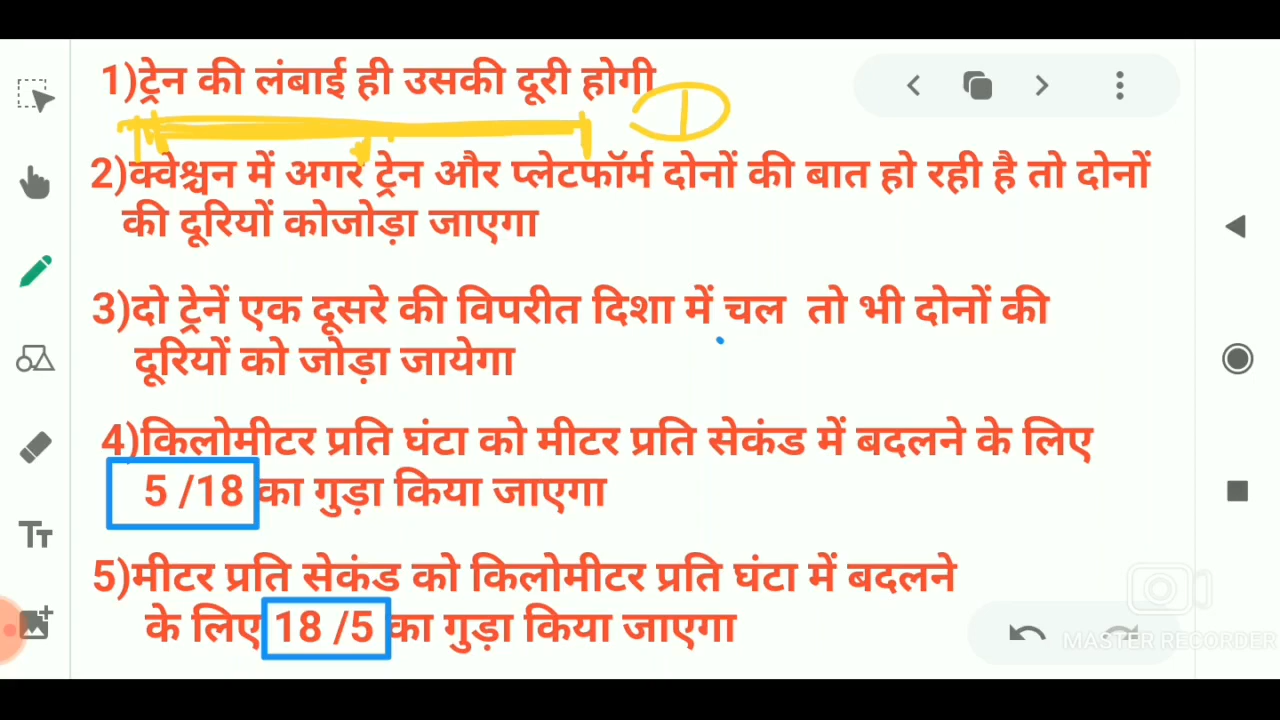 1)ट्रेन की लंबाई ही उसकी दूरी होगी
2)क्वेश्चन में अगर ट्रेन और प्लेटफॉर्म दोनों की बात हो रही है तो दोनों
की दूरियों कोजोड़ा जाएगा
3)दो ट्रेनें एक दूसरे की विपरीत दिशा में चल तो भी दोनों की
दूरियों को जोड़ा जायेगा
4)किलोमीटर प्रति घंटा को मीटर प्रति सेकंड में बदलने के लिए
5 /18 का गुड़ा किया जाएगा
5)मीटर प्रति सेकंड को किलोमीटर प्रति घंटा में बदलने
के लिए 18 /5 का गुड़ा किया जाएगा
TT
MASTER RECORDER